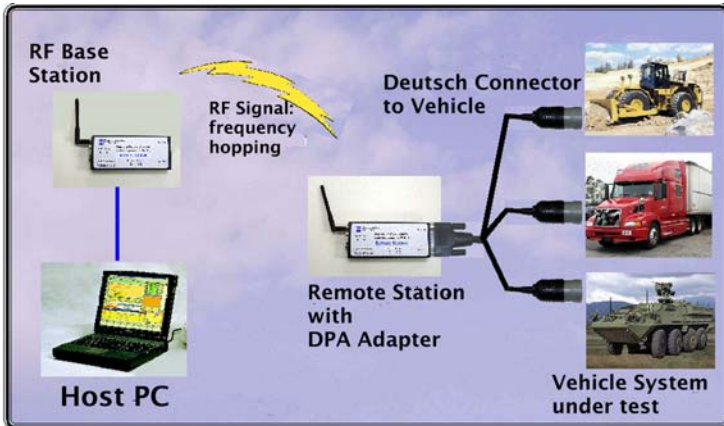 RF Base
Station
RF Signal:
frequency
hopping
Deutsch Connector
to Vehicle
Remote Station
with
DPA Adapter
Host PC
Vehicle System
under test